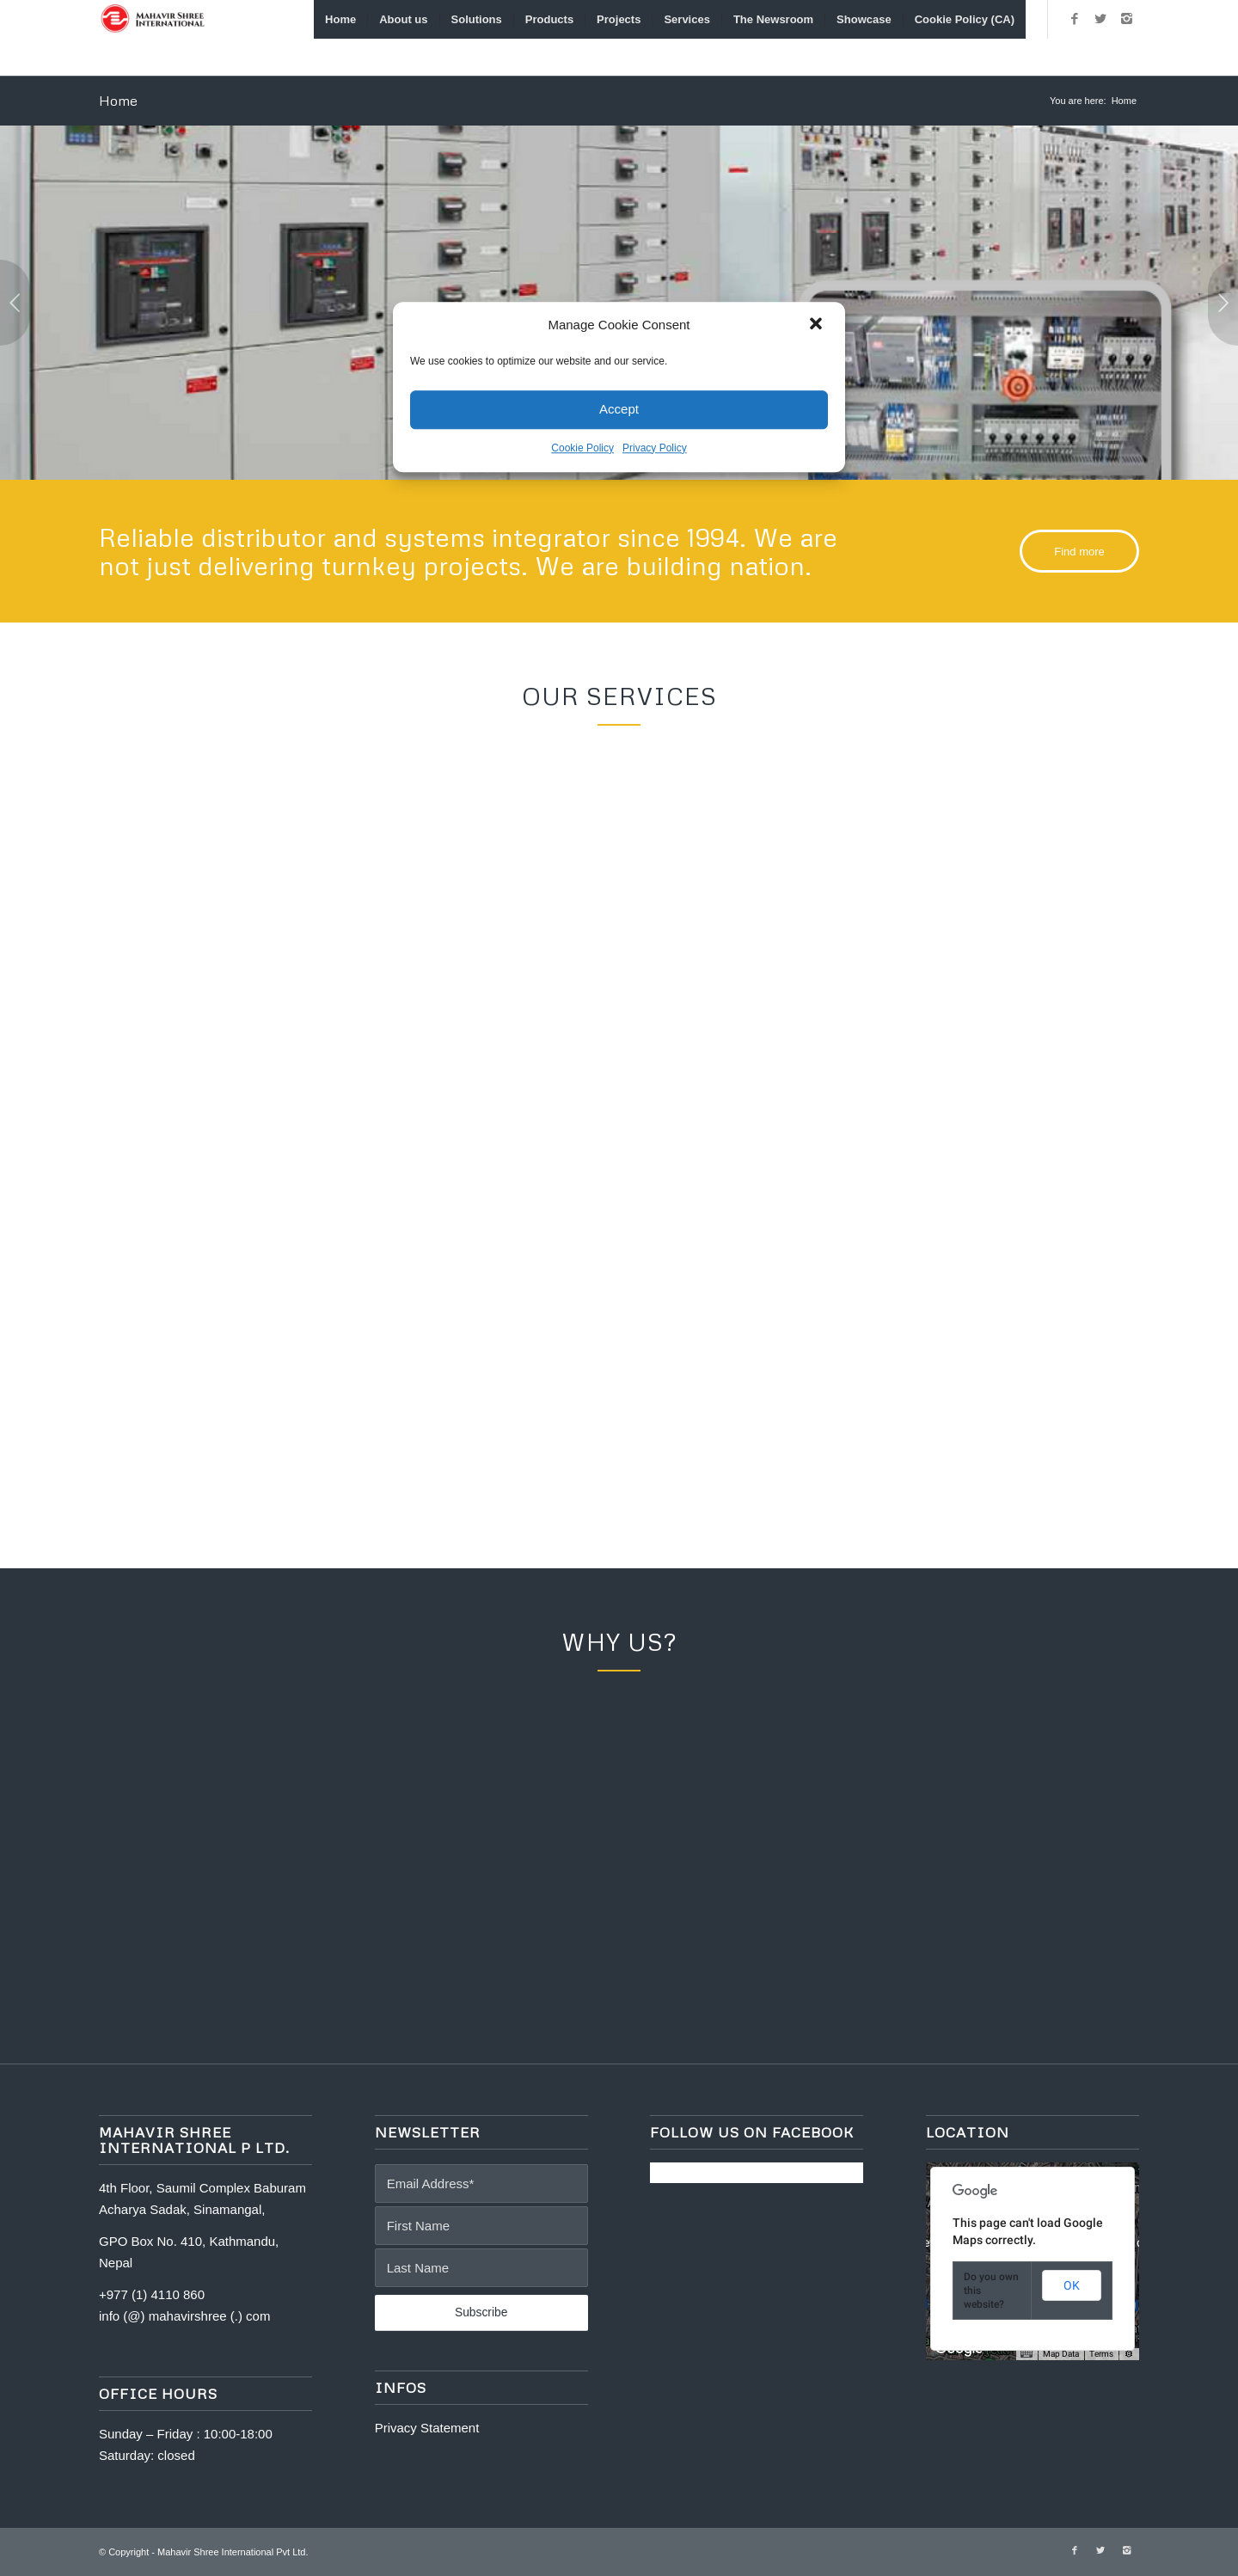 MAHAVIR SHREE
INTERNATIONAL
Home
About us
Solutions
Products
Projects
Services
The Newsroom
Showcase
Cookie Policy (CA)
Home
You are here: Home
Manage Cookie Consent
We use cookies to optimize our website and our service.
Accept
Cookie Policy Privacy Policy
Reliable distributor and systems integrator since 1994. We are
not just delivering turnkey projects. We are building nation.
Find more
OUR SERVICES
WHY US?
MAHAVIR SHREE
INTERNATIONAL P LTD.
4th Floor, Saumil Complex Baburam
Acharya Sadak, Sinamangal,
GPO Box No. 410, Kathmandu,
Nepal
+977 (1) 4110 860
info (@) mahavirshree (.) com
OFFICE HOURS
Sunday – Friday : 10:00-18:00
Saturday: closed
NEWSLETTER
Email Address*
First Name
Last Name
Subscribe
INFOS
Privacy Statement
FOLLOW US ON FACEBOOK
LOCATION
Google
This page can't load Google
Maps correctly.
Do you own
this
website?
OK
Google
Map Data
Terms
© Copyright - Mahavir Shree International Pvt Ltd.